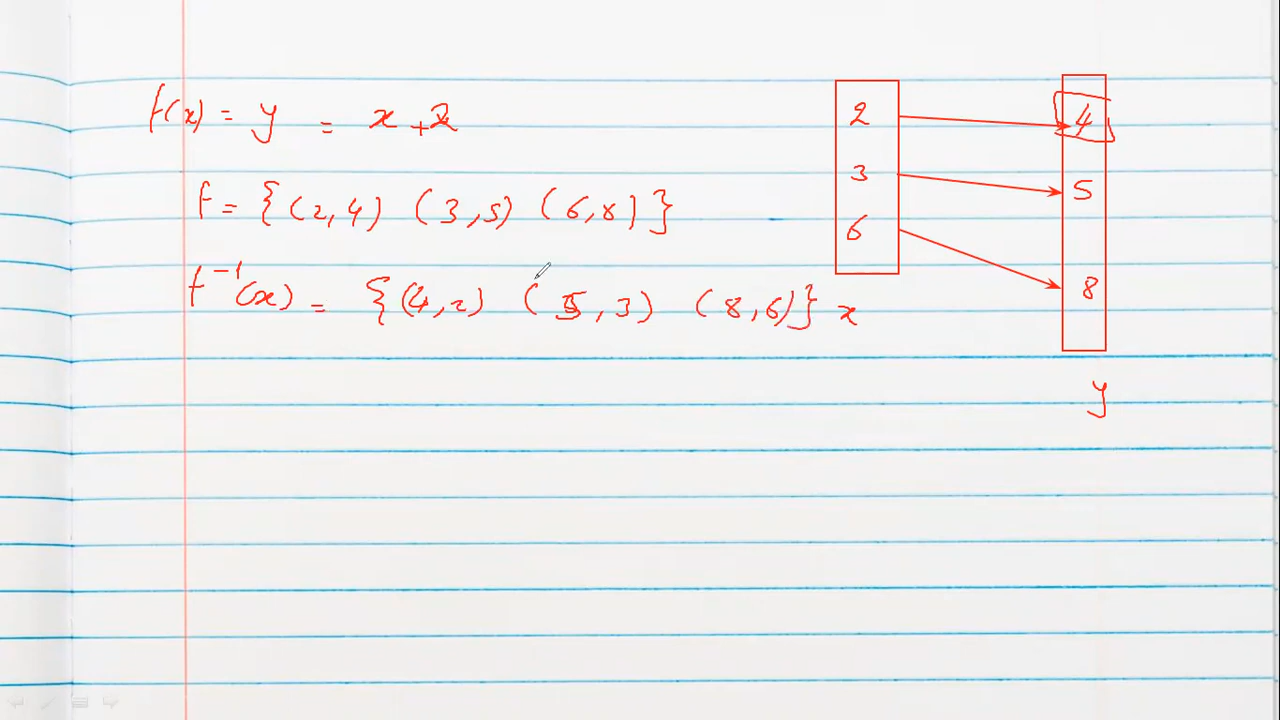 f(x) = y = x + 2
f = {(2,4) (3,5) (6,8)}
f⁻¹(x) = {(4,2) (5,3) (8,6)} x
2
3
6
4
5
8
y